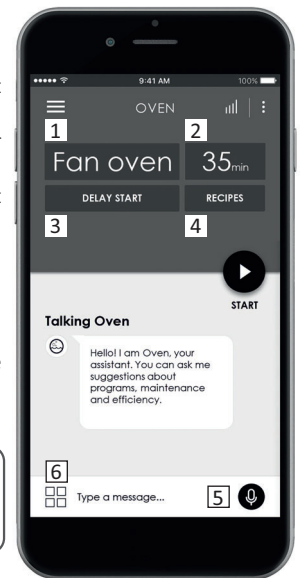 9:41 AM 100%
OVEN
1 2
Fan oven 35min
DELAY START RECIPES
3 4
START
Talking Oven
Hello! I am Oven, your
assistant. You can ask me
suggestions about
programs, maintenance
and efficiency.
6
Type a message... 5